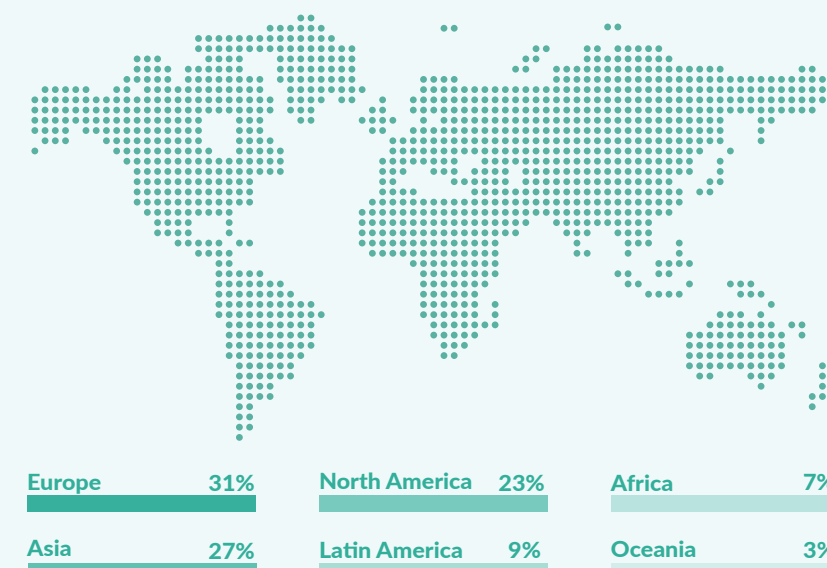 Europe 31%
North America 23%
Africa 7%
Asia 27%
Latin America 9%
Oceania 3%